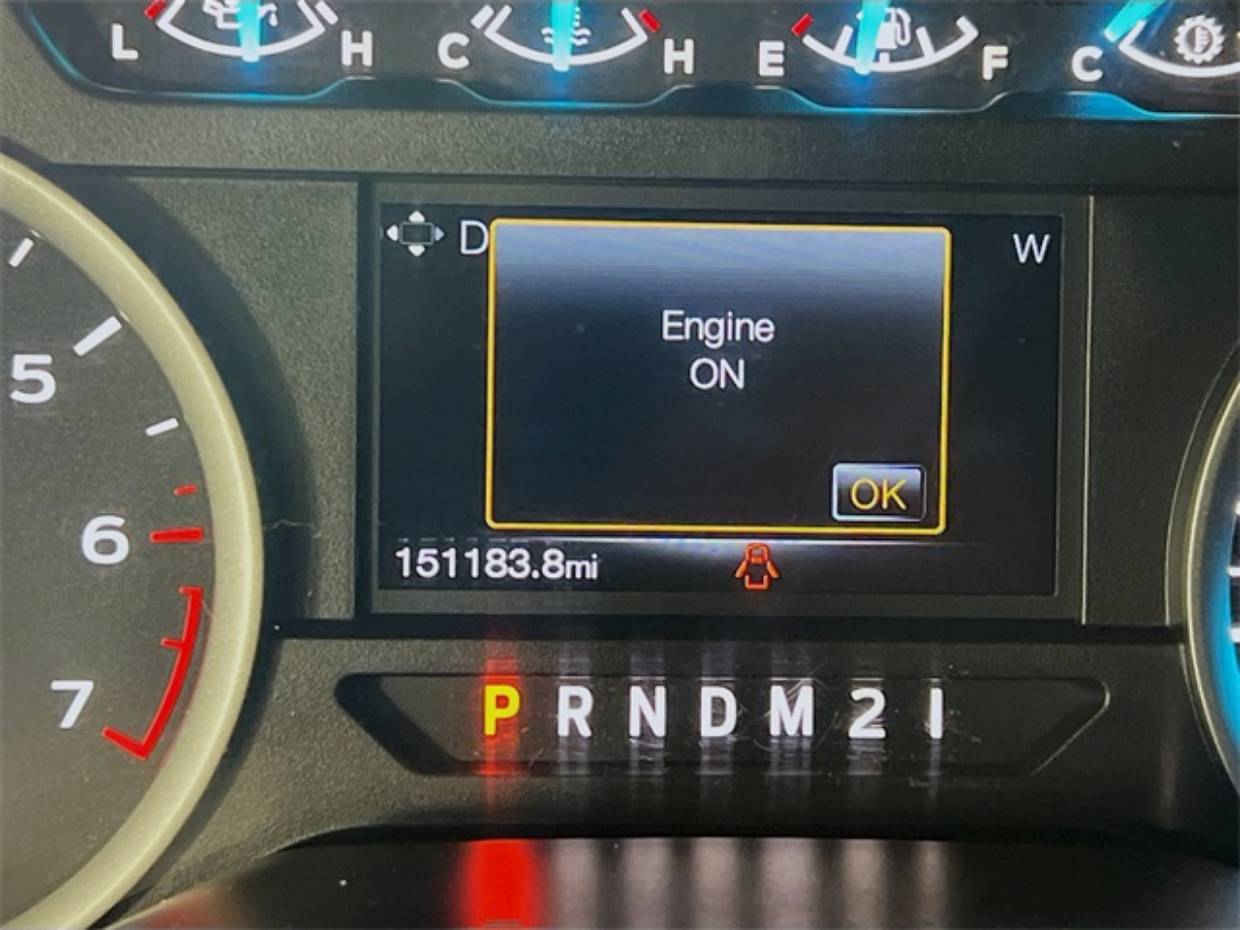 L H C H E F C
D W
Engine
ON
5
OK
6
151183.8mi
7
P R N D M 2 1